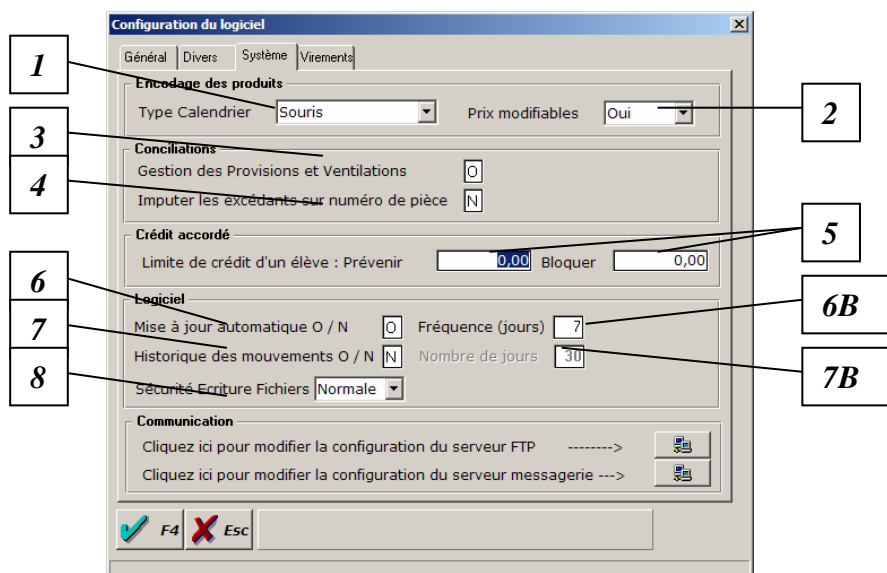 Configuration du logiciel
Général Divers Système Virements
Encodage des produits
1 Type Calendrier Souris Prix modifiables Oui 2
3 Conciliations
Gestion des Provisions et Ventilations O
4 Imputer les excédants sur numéro de pièce N
Crédit accordé
Limite de crédit d'un élève : Prévenir 0,00 Bloquer 0,00 5
6 Logiciel
Mise à jour automatique O / N O Fréquence (jours) 7 6B
7 Historique des mouvements O / N N Nombre de jours 30 7B
8 Sécurité Ecriture Fichiers Normale
Communication
Cliquez ici pour modifier la configuration du serveur FTP -------->
Cliquez ici pour modifier la configuration du serveur messagerie --->
F4 Esc